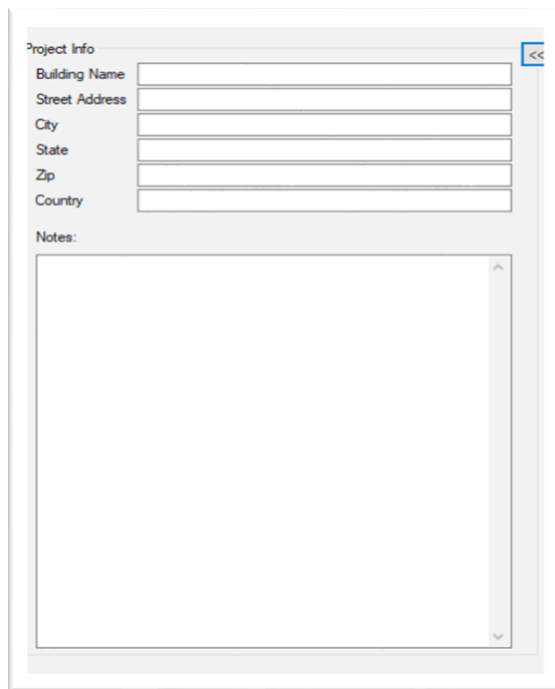 Project Info
<<
Building Name
Street Address
City
State
Zip
Country
Notes: